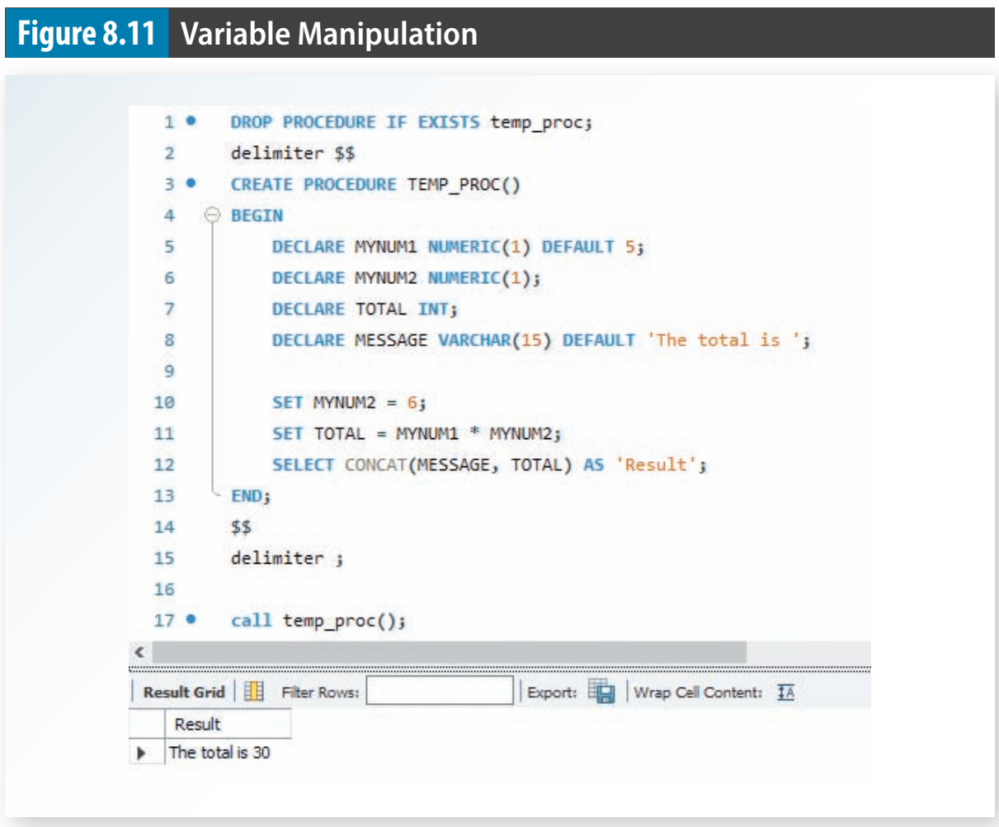 Figure 8.11 Variable Manipulation
1 DROP PROCEDURE IF EXISTS temp_proc;
2 delimiter $$
3 CREATE PROCEDURE TEMP_PROC()
4 BEGIN
5 DECLARE MYNUM1 NUMERIC(1) DEFAULT 5;
6 DECLARE MYNUM2 NUMERIC(1);
7 DECLARE TOTAL INT;
8 DECLARE MESSAGE VARCHAR(15) DEFAULT 'The total is ';
9
10 SET MYNUM2 = 6;
11 SET TOTAL = MYNUM1 * MYNUM2;
12 SELECT CONCAT(MESSAGE, TOTAL) AS 'Result';
13 END;
14 $$
15 delimiter ;
16
17 call temp_proc();
Result Grid Filter Rows: Export: Wrap Cell Content:
Result
The total is 30